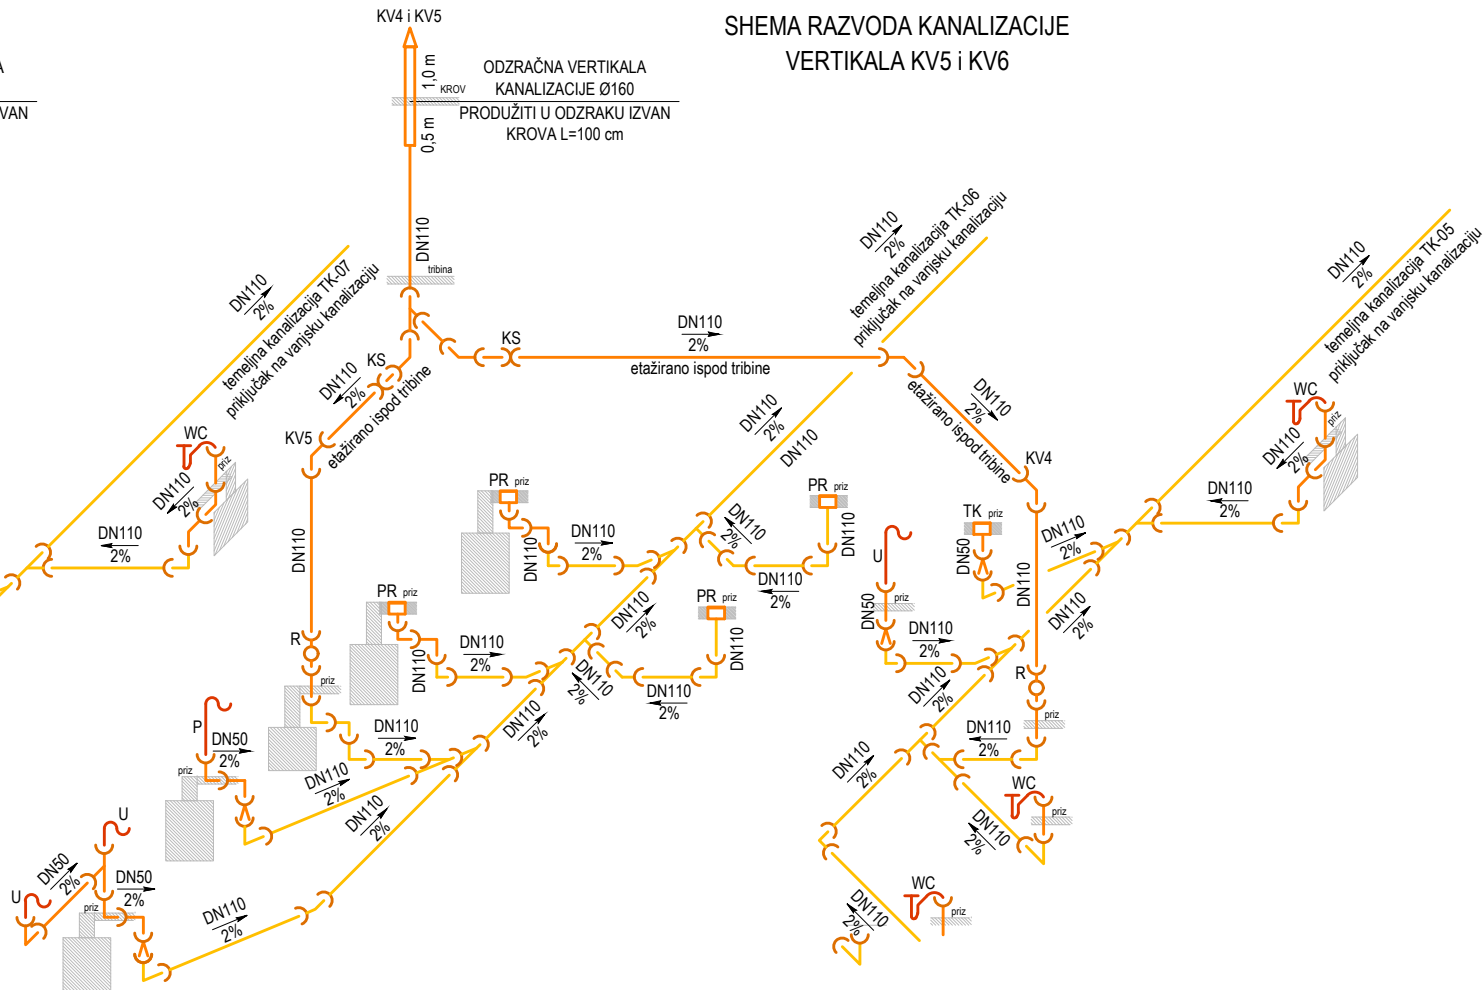 KV4 i KV5
SHEMA RAZVODA KANALIZACIJE
VERTIKALA KV5 i KV6
A
VAN
1,0 m
KROV
0,5 m
ODZRAČNA VERTIKALA
KANALIZACIJE Ø160
PRODUŽITI U ODZRAKU IZVAN
KROVA L=100 cm
DN110
tribina
DN110
2%
temeljna kanalizacija TK-07
priključak na vanjsku kanalizaciju
DN110
2%
temeljna kanalizacija TK-06
priključak na vanjsku kanalizaciju
DN110
2%
temeljna kanalizacija TK-05
priključak na vanjsku kanalizaciju
KS
DN110
2%
etažirano ispod tribine
KS
DN110
2%
etažirano ispod tribine
KV5
DN110
2%
etažirano ispod tribine
KV4
WC
priz
DN110
2%
DN110
2%
WC
priz
DN110
2%
DN110
2%
DN110
2%
DN110
PR priz
DN110
DN110
2%
PR priz
DN110
DN110
2%
DN110
2%
PR priz
DN110
DN110
2%
PR priz
DN110
DN110
2%
DN110
2%
DN110
2%
DN110
R
priz
DN110
2%
DN110
2%
P
DN50
2%
priz
DN110
2%
DN110
2%
U
U
DN50
2%
DN50
2%
priz
DN110
2%
U
DN50
priz
DN110
2%
TK priz
DN50
DN110
DN110
2%
DN110
2%
DN110
2%
R
priz
DN110
2%
DN110
2%
WC
priz
DN110
2%
WC
priz
DN110
2%